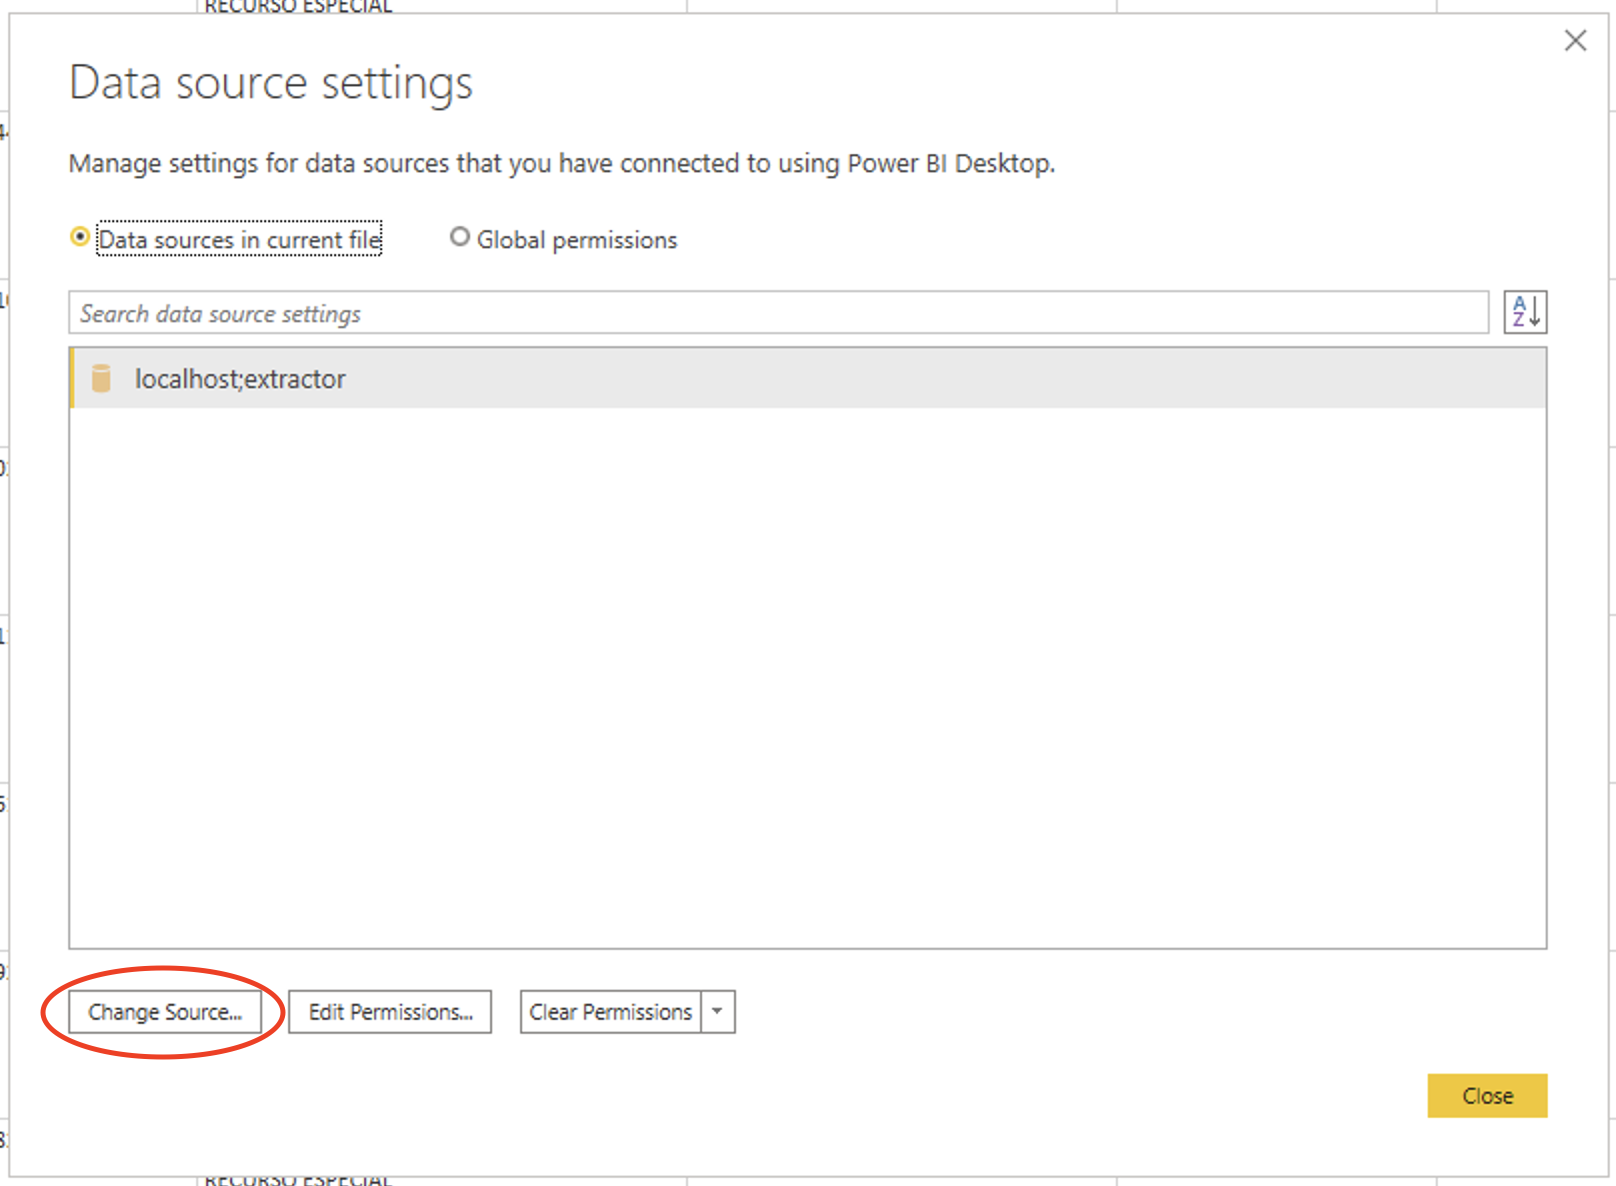 RECURSO ESPECIAL
Data source settings
Manage settings for data sources that you have connected to using Power BI Desktop.
Data sources in current file
Global permissions
Search data source settings
A
Z
localhost;extractor
Change Source...
Edit Permissions...
Clear Permissions
Close
RECURSO ESPECIAL